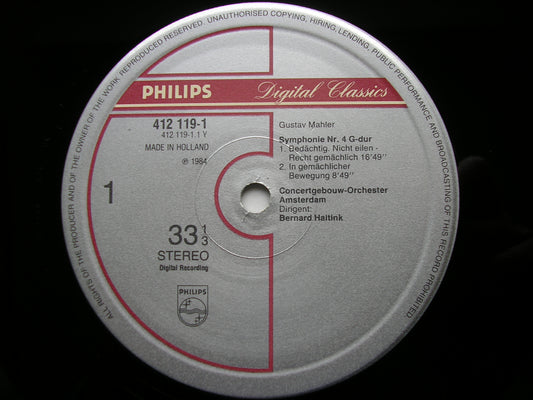 ALL RIGHTS OF THE PRODUCER AND OF THE OWNER OF THE WORK REPRODUCED RESERVED. UNAUTHORISED COPYING, HIRING, LENDING, PUBLIC PERFORMANCE AND BROADCASTING OF THIS RECORD PROHIBITED
PHILIPS Digital Classics
412 119-1
412 119-1.1 Y
MADE IN HOLLAND
℗ 1984
1
33 1/3
STEREO
Digital Recording
PHILIPS
Gustav Mahler
Symphonie Nr. 4 G-dur
1. Bedächtig. Nicht eilen -
Recht gemächlich 16'49"
2. In gemächlicher
Bewegung 8'49"
Concertgebouw-Orchester
Amsterdam
Dirigent:
Bernard Haitink